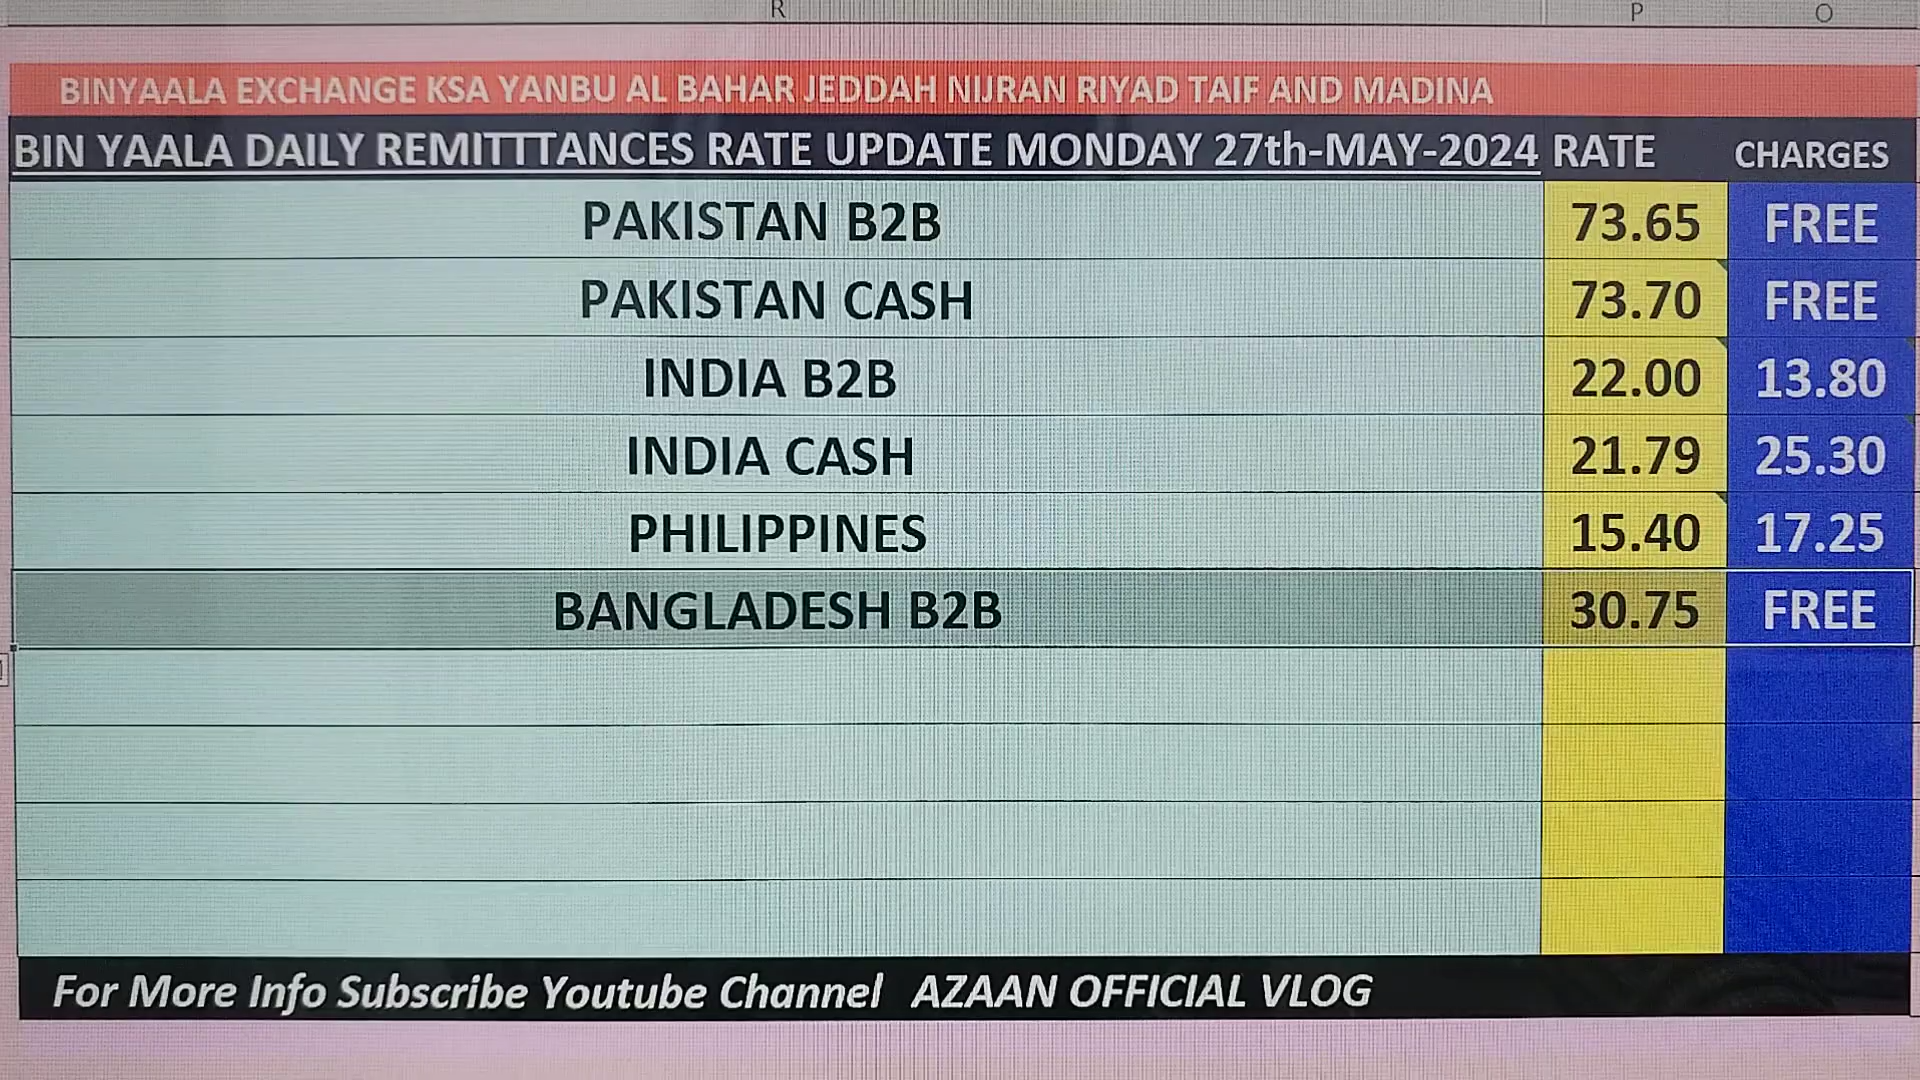 R P O
BINYAALA EXCHANGE KSA YANBU AL BAHAR JEDDAH NIJRAN RIYAD TAIF AND MADINA
BIN YAALA DAILY REMITTTANCES RATE UPDATE MONDAY 27th-MAY-2024 RATE CHARGES
PAKISTAN B2B 73.65 FREE
PAKISTAN CASH 73.70 FREE
INDIA B2B 22.00 13.80
INDIA CASH 21.79 25.30
PHILIPPINES 15.40 17.25
BANGLADESH B2B 30.75 FREE
For More Info Subscribe Youtube Channel AZAAN OFFICIAL VLOG